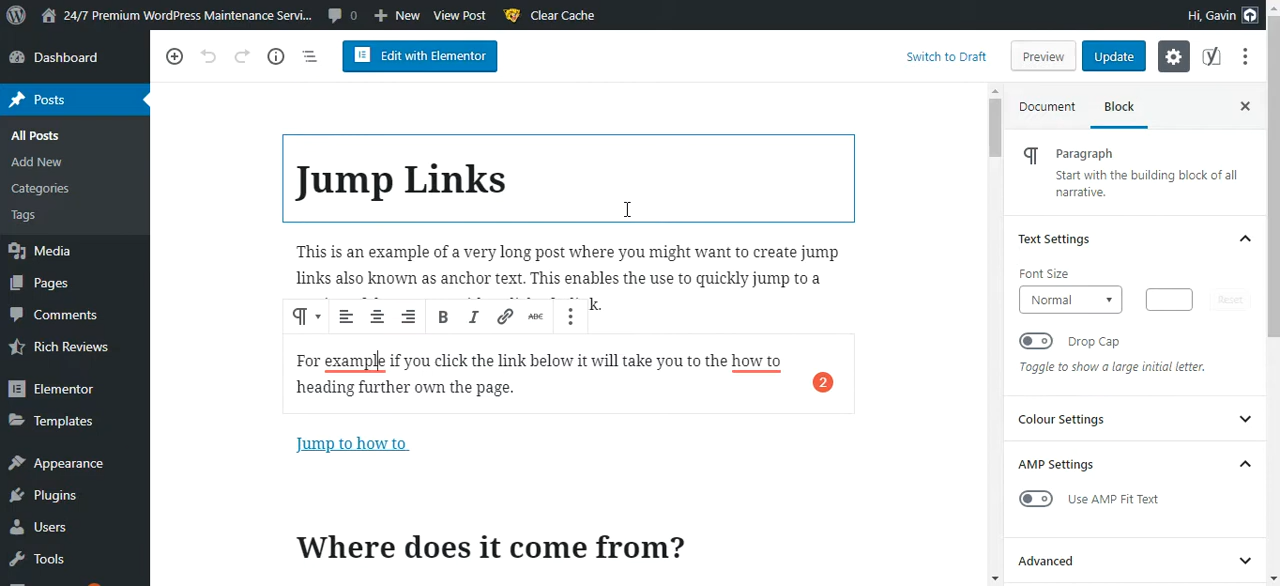 24/7 Premium WordPress Maintenance Servi... 0 New View Post Clear Cache Hi, Gavin
Dashboard
Posts
All Posts
Add New
Categories
Tags
Media
Pages
Comments
Rich Reviews
Elementor
Templates
Appearance
Plugins
Users
Tools
Edit with Elementor Switch to Draft Preview Update
Jump Links
This is an example of a very long post where you might want to create jump
links also known as anchor text. This enables the use to quickly jump to a
k.
B I ABC
For example if you click the link below it will take you to the how to
heading further own the page.
2
Jump to how to
Where does it come from?
Document Block
Paragraph
Start with the building block of all
narrative.
Text Settings
Font Size
Normal Reset
Drop Cap
Toggle to show a large initial letter.
Colour Settings
AMP Settings
Use AMP Fit Text
Advanced